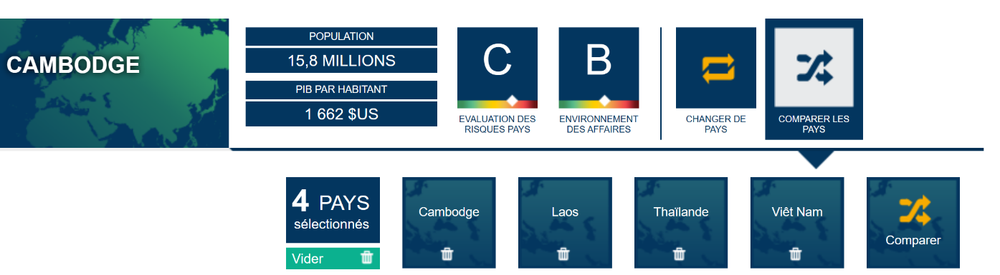 CAMBODGE
POPULATION
15,8 MILLIONS
PIB PAR HABITANT
1 662 $US
C
EVALUATION DES
RISQUES PAYS
B
ENVIRONNEMENT
DES AFFAIRES
CHANGER DE
PAYS
COMPARER LES
PAYS
4 PAYS
sélectionnés
Vider
Cambodge
Laos
Thaïlande
Viêt Nam
Comparer